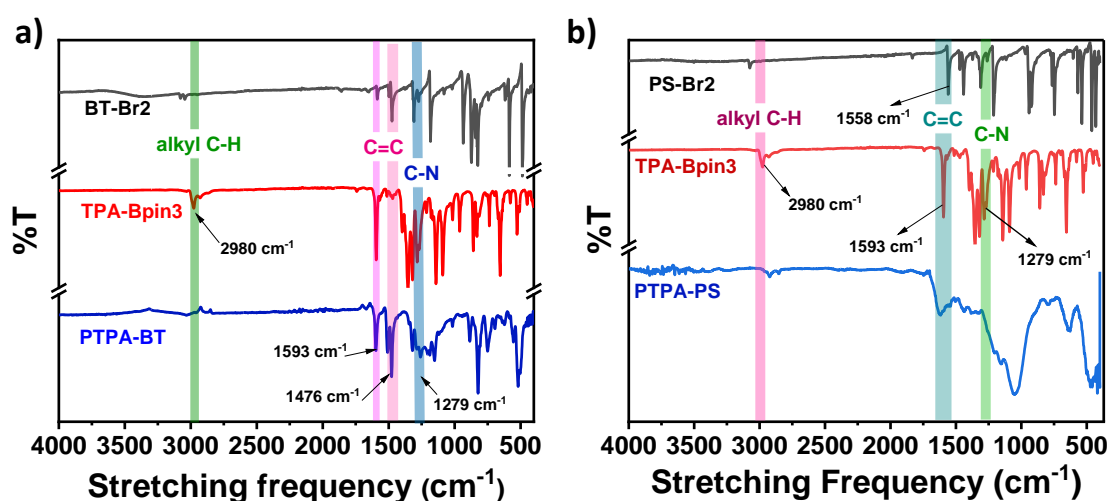 a)
BT-Br2
alkyl C-H
C=C
C-N
TPA-Bpin3
2980 cm-1
PTPA-BT
1593 cm-1
1476 cm-1
1279 cm-1
%T
4000 3500 3000 2500 2000 1500 1000 500
Stretching frequency (cm-1)
b)
PS-Br2
1558 cm-1
alkyl C-H
C=C
C-N
TPA-Bpin3
2980 cm-1
1593 cm-1
1279 cm-1
PTPA-PS
%T
4000 3500 3000 2500 2000 1500 1000 500
Stretching Frequency (cm-1)